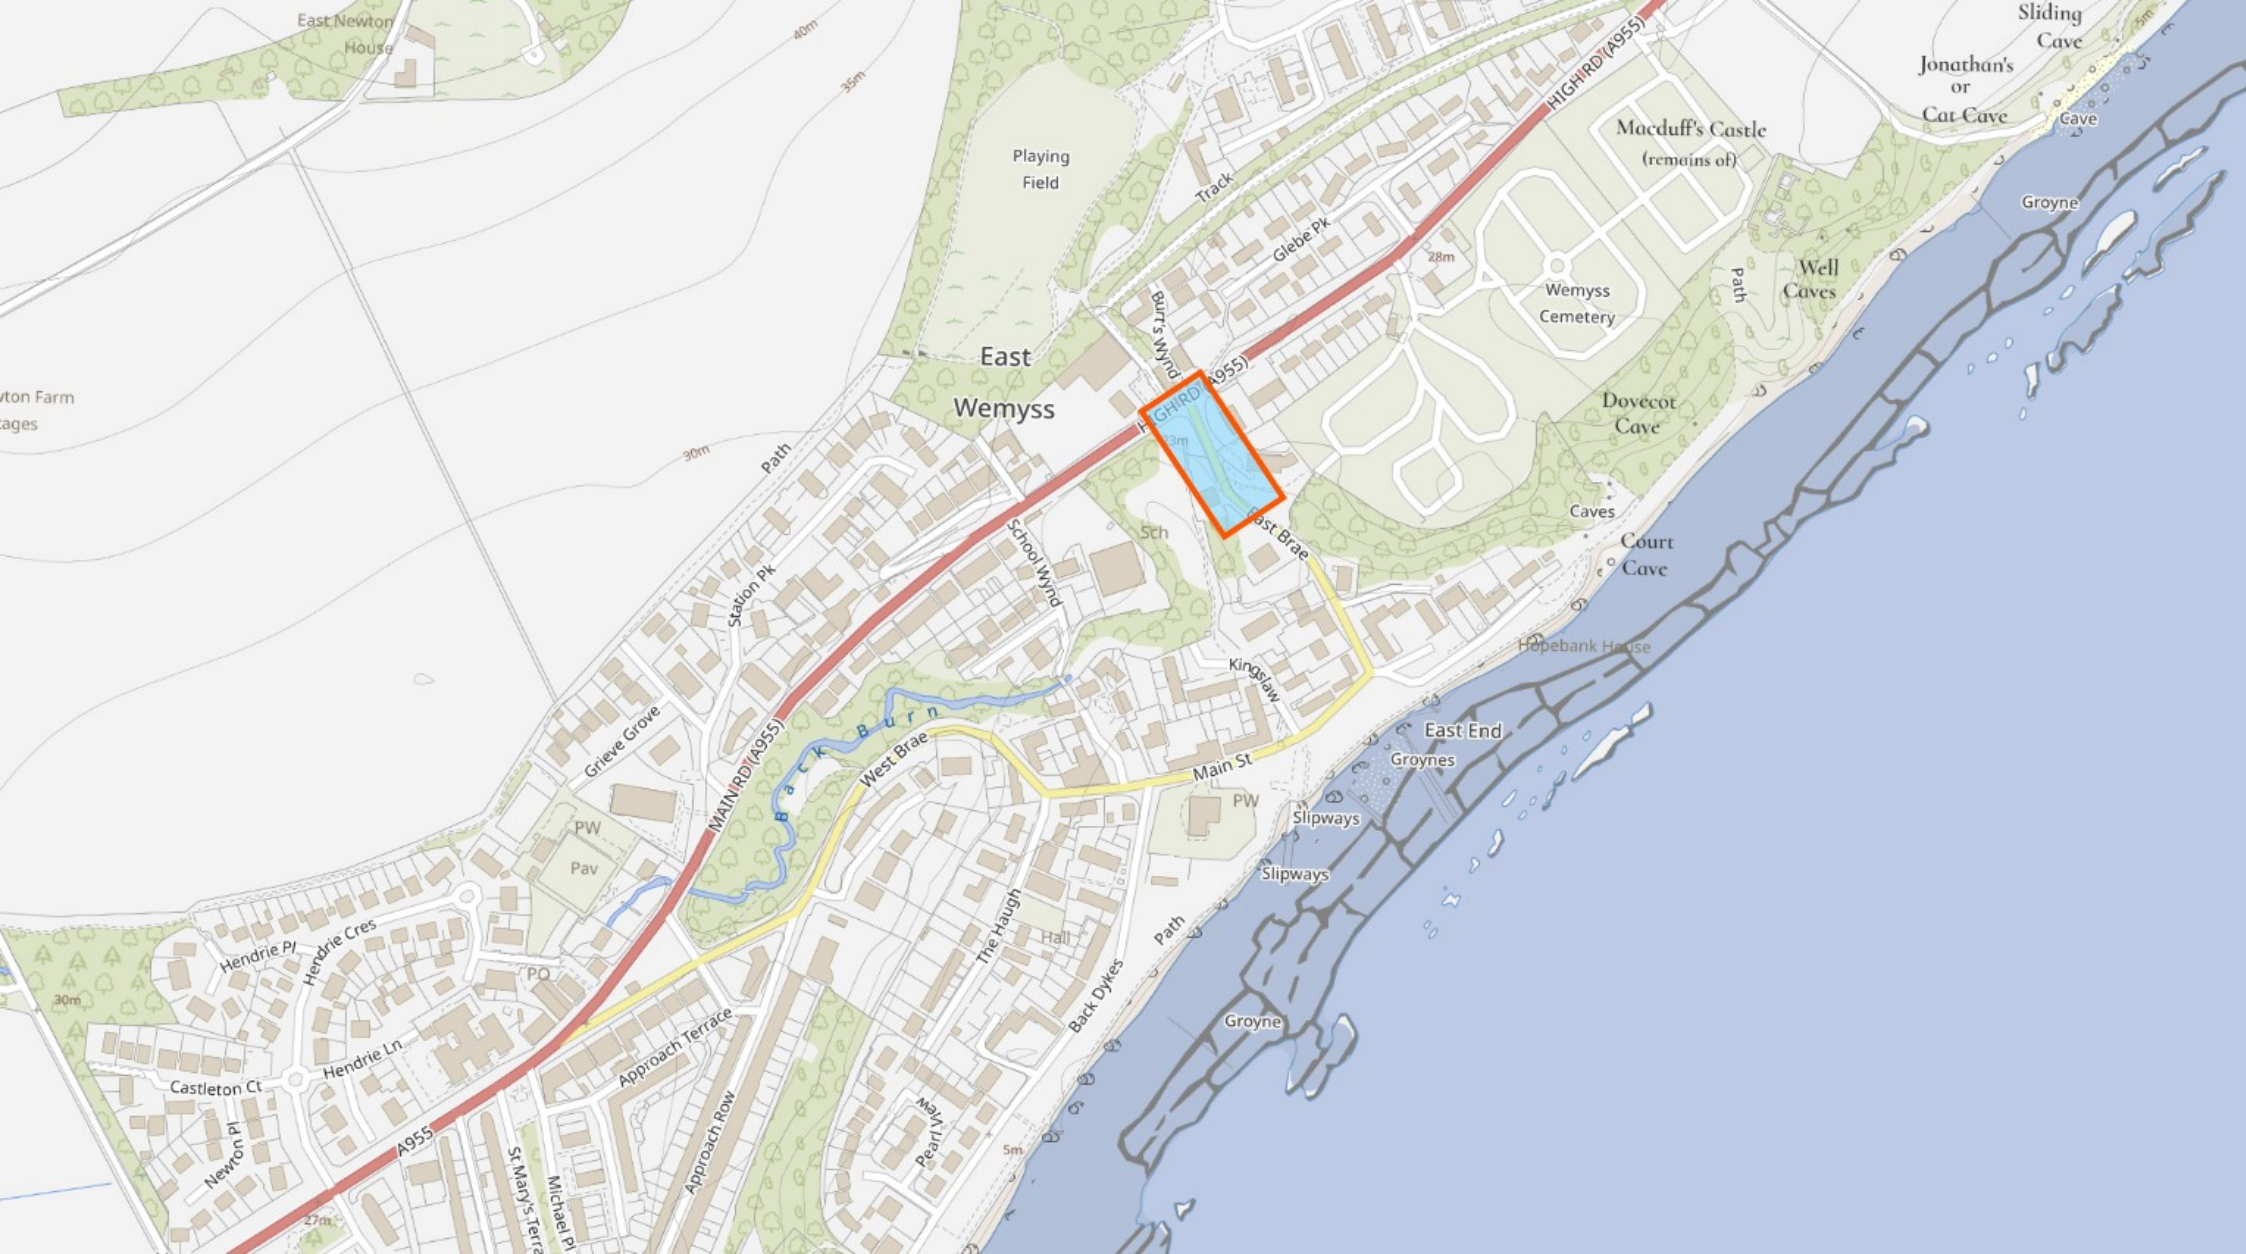 East Newton
House
40m
35m
Sliding
Cave
5m
Jonathan's
or
Cat Cave
Cave
HIGH RD (A955)
Macduff's Castle
(remains of)
Playing
Field
Track
Groyne
Glebe Pk
28m
Path
Well
Caves
Wemyss
Cemetery
Burt's Wynd
East
Wemyss
HIGH RD (A955)
23m
wton Farm
tages
Dovecot
Cave
Path
30m
Caves
Court
Cave
East Brae
Sch
School Wynd
Station Pk
Hopebank House
Kingslaw
Back Burn
West Brae
Grieve Grove
MAIN RD (A955)
East End
Groynes
Main St
PW
Slipways
PW
Pav
Slipways
The Haugh
Hall
Path
Back Dykes
Hendrie Pl
Hendrie Cres
PO
30m
Groyne
Hendrie Ln
Castleton Ct
Approach Terrace
Approach Row
A955
Newton Pl
Pearl View
5m
St Mary's Terra
Michael Pl
27m